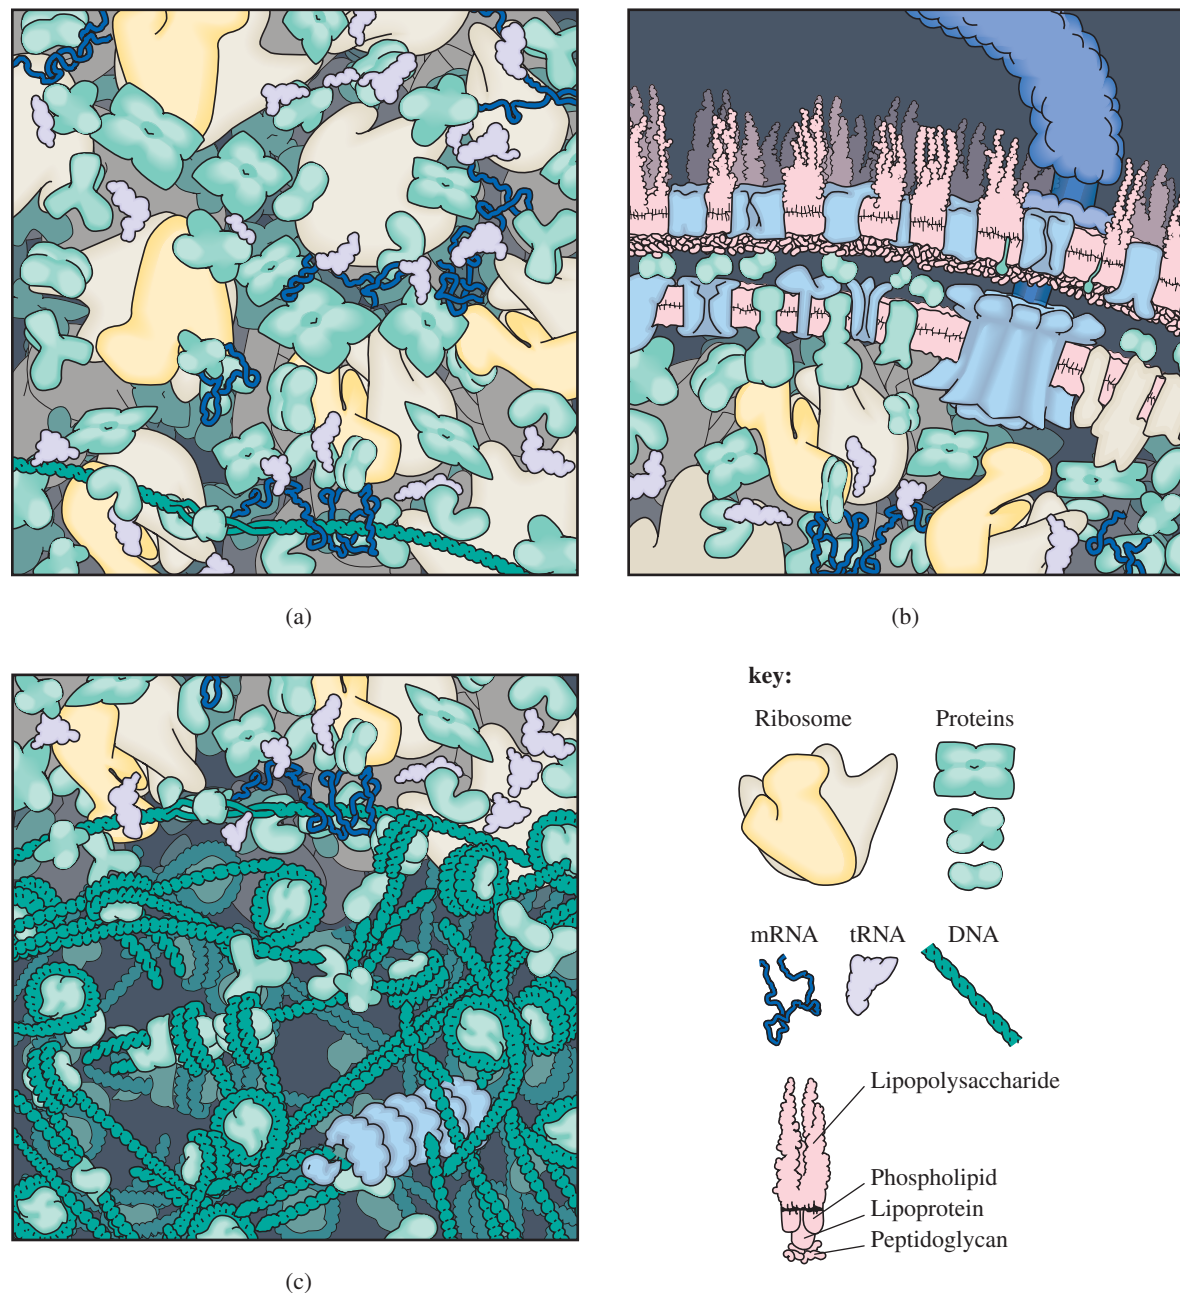 (a)
(b)
(c)
key:
Ribosome
Proteins
mRNA
tRNA
DNA
Lipopolysaccharide
Phospholipid
Lipoprotein
Peptidoglycan